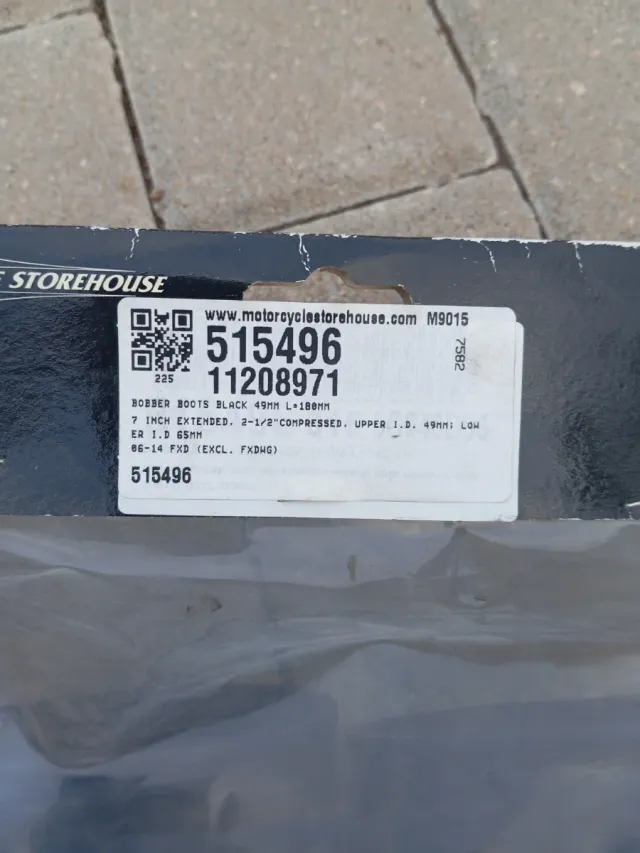 E STOREHOUSE
www.motorcyclestorehouse.com M9015
515496
7582
11208971
225
BOBBER BOOTS BLACK 49MM L=180MM
7 INCH EXTENDED, 2-1/2"COMPRESSED, UPPER I.D. 49MM; LOW
ER I.D 65MM
06-14 FXD (EXCL. FXDWG)
515496